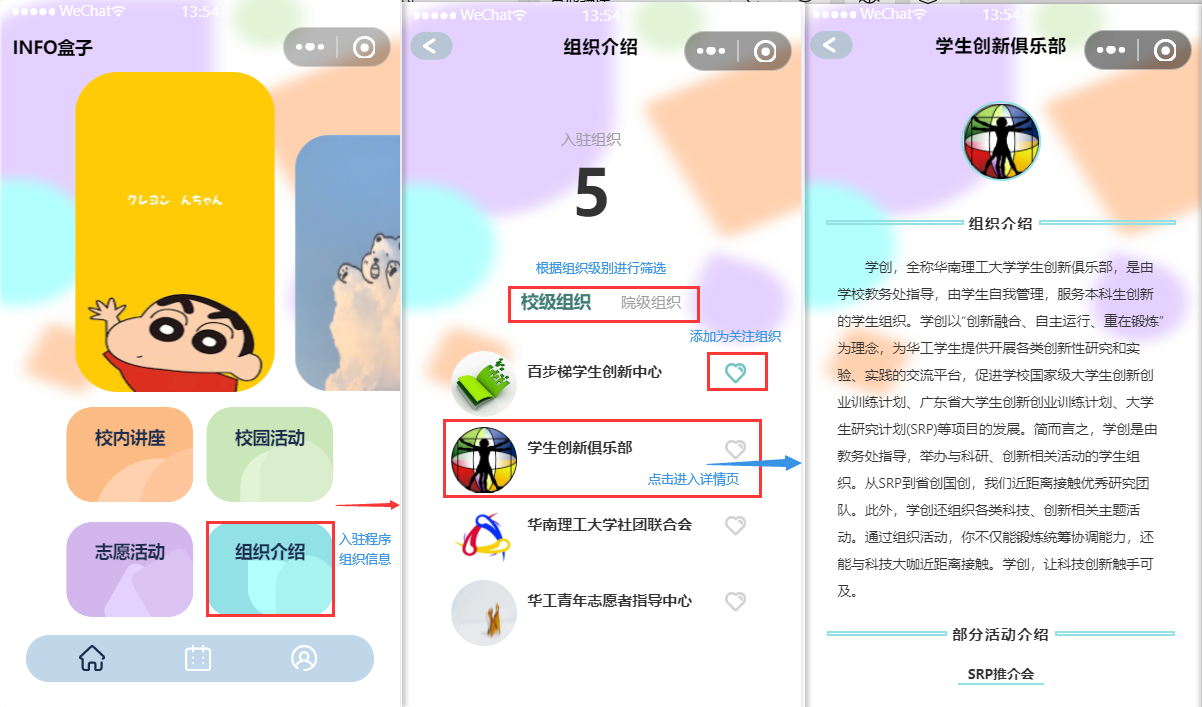 WeChat 13:54
INFO盒子
クレヨン んちゃん
校内讲座
校园活动
志愿活动
组织介绍
入驻程序
组织信息
WeChat 13:54
组织介绍
入驻组织
5
根据组织级别进行筛选
校级组织 院级组织
添加为关注组织
百步梯学生创新中心
学生创新俱乐部
点击进入详情页
华南理工大学社团联合会
华工青年志愿者指导中心
WeChat 13:54
学生创新俱乐部
组织介绍
学创，全称华南理工大学学生创新俱乐部，是由
学校教务处指导，由学生自我管理，服务本科生创新
的学生组织。学创以“创新融合、自主运行、重在锻炼”
为理念，为华工学生提供开展各类创新性研究和实
验、实践的交流平台，促进学校国家级大学生创新创
业训练计划、广东省大学生创新创业训练计划、大学
生研究计划(SRP)等项目的发展。简而言之，学创是由
教务处指导，举办与科研、创新相关活动的学生组
织。从SRP到省创国创，我们近距离接触优秀研究团
队。此外，学创还组织各类科技、创新相关主题活
动。通过组织活动，你不仅能锻炼统筹协调能力，还
能与科技大咖近距离接触。学创，让科技创新触手可
及。
部分活动介绍
SRP推介会